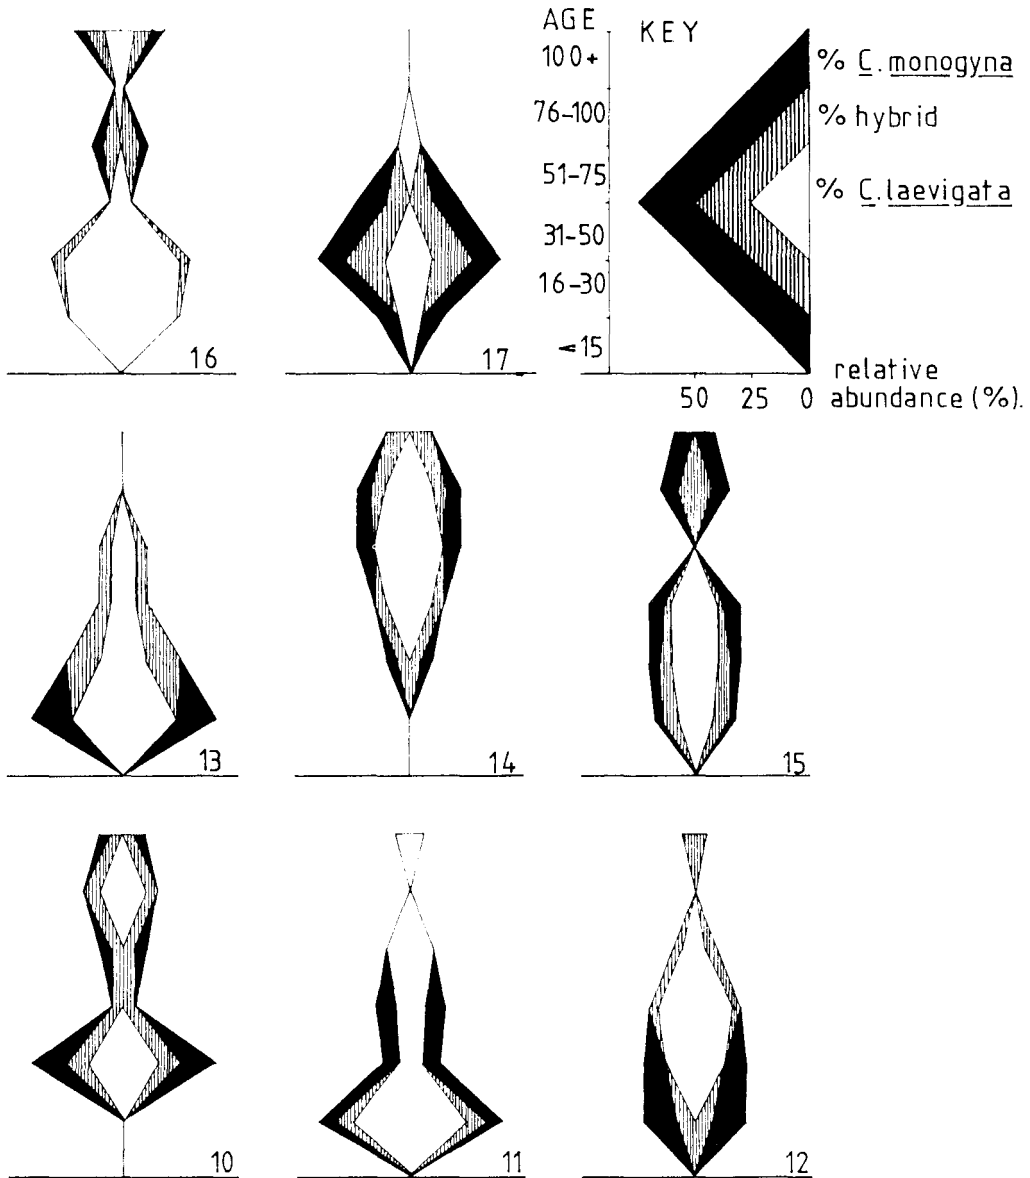 AGE
KEY
100+
76-100
51-75
31-50
16-30
<15
% C. monogyna
% hybrid
% C. laevigata
50 25 0
relative
abundance (%).
16
17
13
14
15
10
11
12